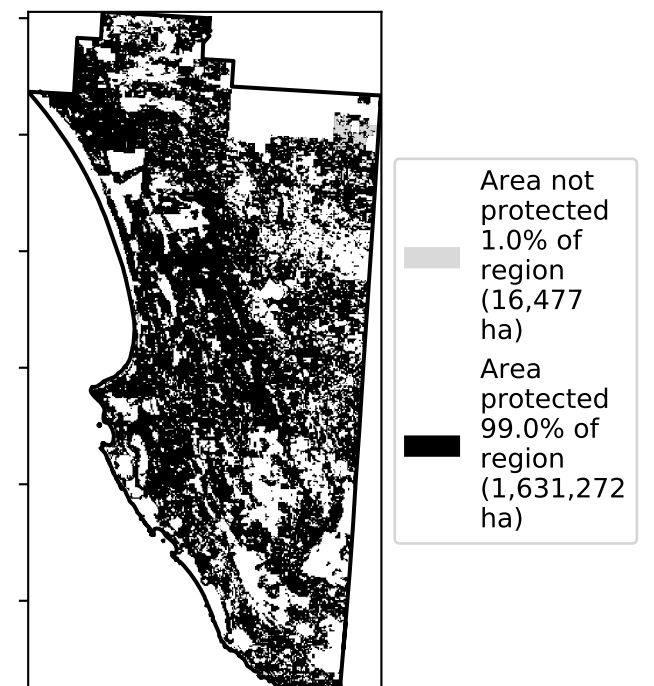 Area not
protected
1.0% of
region
(16,477
ha)
Area
protected
99.0% of
region
(1,631,272
ha)